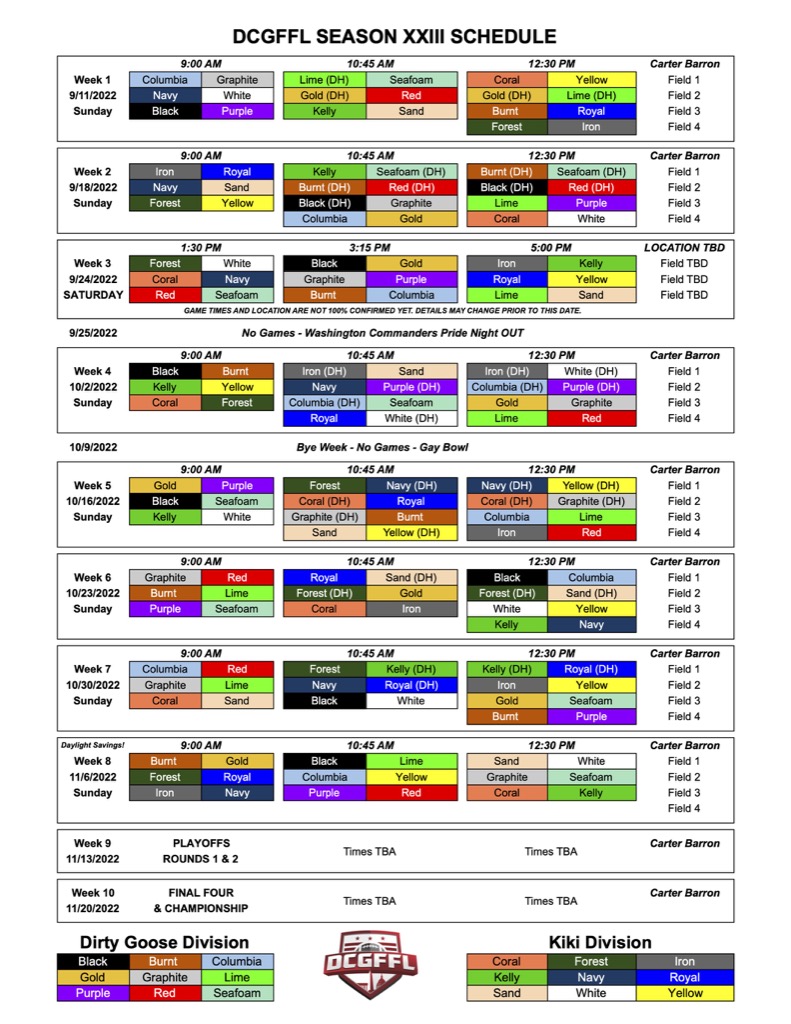 DCGFFL SEASON XXIII SCHEDULE
9:00 AM 10:45 AM 12:30 PM Carter Barron
Week 1 Columbia Graphite Lime (DH) Seafoam Coral Yellow Field 1
9/11/2022 Navy White Gold (DH) Red Gold (DH) Lime (DH) Field 2
Sunday Black Purple Kelly Sand Burnt Royal Field 3
Forest Iron Field 4
9:00 AM 10:45 AM 12:30 PM Carter Barron
Week 2 Iron Royal Kelly Seafoam (DH) Burnt (DH) Seafoam (DH) Field 1
9/18/2022 Navy Sand Burnt (DH) Red (DH) Black (DH) Red (DH) Field 2
Sunday Forest Yellow Black (DH) Graphite Lime Purple Field 3
Columbia Gold Coral White Field 4
1:30 PM 3:15 PM 5:00 PM LOCATION TBD
Week 3 Forest White Black Gold Iron Kelly Field TBD
9/24/2022 Coral Navy Graphite Purple Royal Yellow Field TBD
SATURDAY Red Seafoam Burnt Columbia Lime Sand Field TBD
GAME TIMES AND LOCATION ARE NOT 100% CONFIRMED YET. DETAILS MAY CHANGE PRIOR TO THIS DATE.
9/25/2022 No Games - Washington Commanders Pride Night OUT
9:00 AM 10:45 AM 12:30 PM Carter Barron
Week 4 Black Burnt Iron (DH) Sand Iron (DH) White (DH) Field 1
10/2/2022 Kelly Yellow Navy Purple (DH) Columbia (DH) Purple (DH) Field 2
Sunday Coral Forest Columbia (DH) Seafoam Gold Graphite Field 3
Royal White (DH) Lime Red Field 4
10/9/2022 Bye Week - No Games - Gay Bowl
9:00 AM 10:45 AM 12:30 PM Carter Barron
Week 5 Gold Purple Forest Navy (DH) Navy (DH) Yellow (DH) Field 1
10/16/2022 Black Seafoam Coral (DH) Royal Coral (DH) Graphite (DH) Field 2
Sunday Kelly White Graphite (DH) Burnt Columbia Lime Field 3
Sand Yellow (DH) Iron Red Field 4
9:00 AM 10:45 AM 12:30 PM Carter Barron
Week 6 Graphite Red Royal Sand (DH) Black Columbia Field 1
10/23/2022 Burnt Lime Forest (DH) Gold Forest (DH) Sand (DH) Field 2
Sunday Purple Seafoam Coral Iron White Yellow Field 3
Kelly Navy Field 4
9:00 AM 10:45 AM 12:30 PM Carter Barron
Week 7 Columbia Red Forest Kelly (DH) Kelly (DH) Royal (DH) Field 1
10/30/2022 Graphite Lime Navy Royal (DH) Iron Yellow Field 2
Sunday Coral Sand Black White Gold Seafoam Field 3
Burnt Purple Field 4
Daylight Savings! 9:00 AM 10:45 AM 12:30 PM Carter Barron
Week 8 Burnt Gold Black Lime Sand White Field 1
11/6/2022 Forest Royal Columbia Yellow Graphite Seafoam Field 2
Sunday Iron Navy Purple Red Coral Kelly Field 3
Field 4
Week 9 PLAYOFFS Times TBA Times TBA Carter Barron
11/13/2022 ROUNDS 1 & 2
Week 10 FINAL FOUR Times TBA Times TBA Carter Barron
11/20/2022 & CHAMPIONSHIP
Dirty Goose Division
Black Burnt Columbia
Gold Graphite Lime
Purple Red Seafoam
DCGFFL
Kiki Division
Coral Forest Iron
Kelly Navy Royal
Sand White Yellow